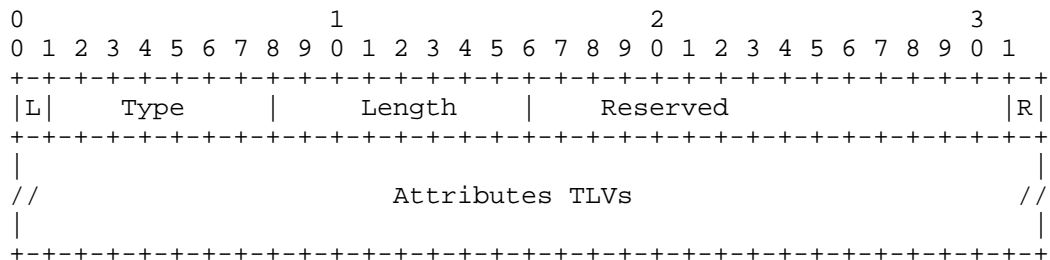 0                   1                   2                   3
0 1 2 3 4 5 6 7 8 9 0 1 2 3 4 5 6 7 8 9 0 1 2 3 4 5 6 7 8 9 0 1
+-+-+-+-+-+-+-+-+-+-+-+-+-+-+-+-+-+-+-+-+-+-+-+-+-+-+-+-+-+-+-+-+
|L|    Type     |     Length    |    Reserved                 |R|
+-+-+-+-+-+-+-+-+-+-+-+-+-+-+-+-+-+-+-+-+-+-+-+-+-+-+-+-+-+-+-+-+
|                                                               |
//                      Attributes TLVs                        //
|                                                               |
+-+-+-+-+-+-+-+-+-+-+-+-+-+-+-+-+-+-+-+-+-+-+-+-+-+-+-+-+-+-+-+-+